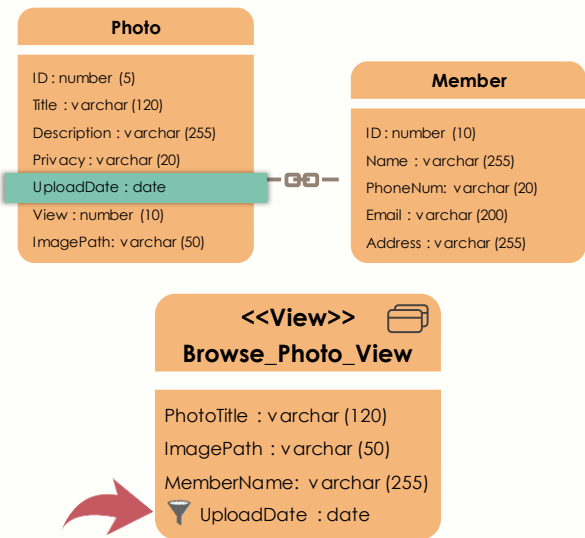 Photo
ID : number (5)
Title : varchar (120)
Description : varchar (255)
Privacy : varchar (20)
UploadDate : date
View : number (10)
ImagePath: varchar (50)
Member
ID : number (10)
Name : varchar (255)
PhoneNum: varchar (20)
Email : varchar (200)
Address : varchar (255)
<<View>>
Browse_Photo_View
PhotoTitle : varchar (120)
ImagePath : varchar (50)
MemberName: varchar (255)
UploadDate : date